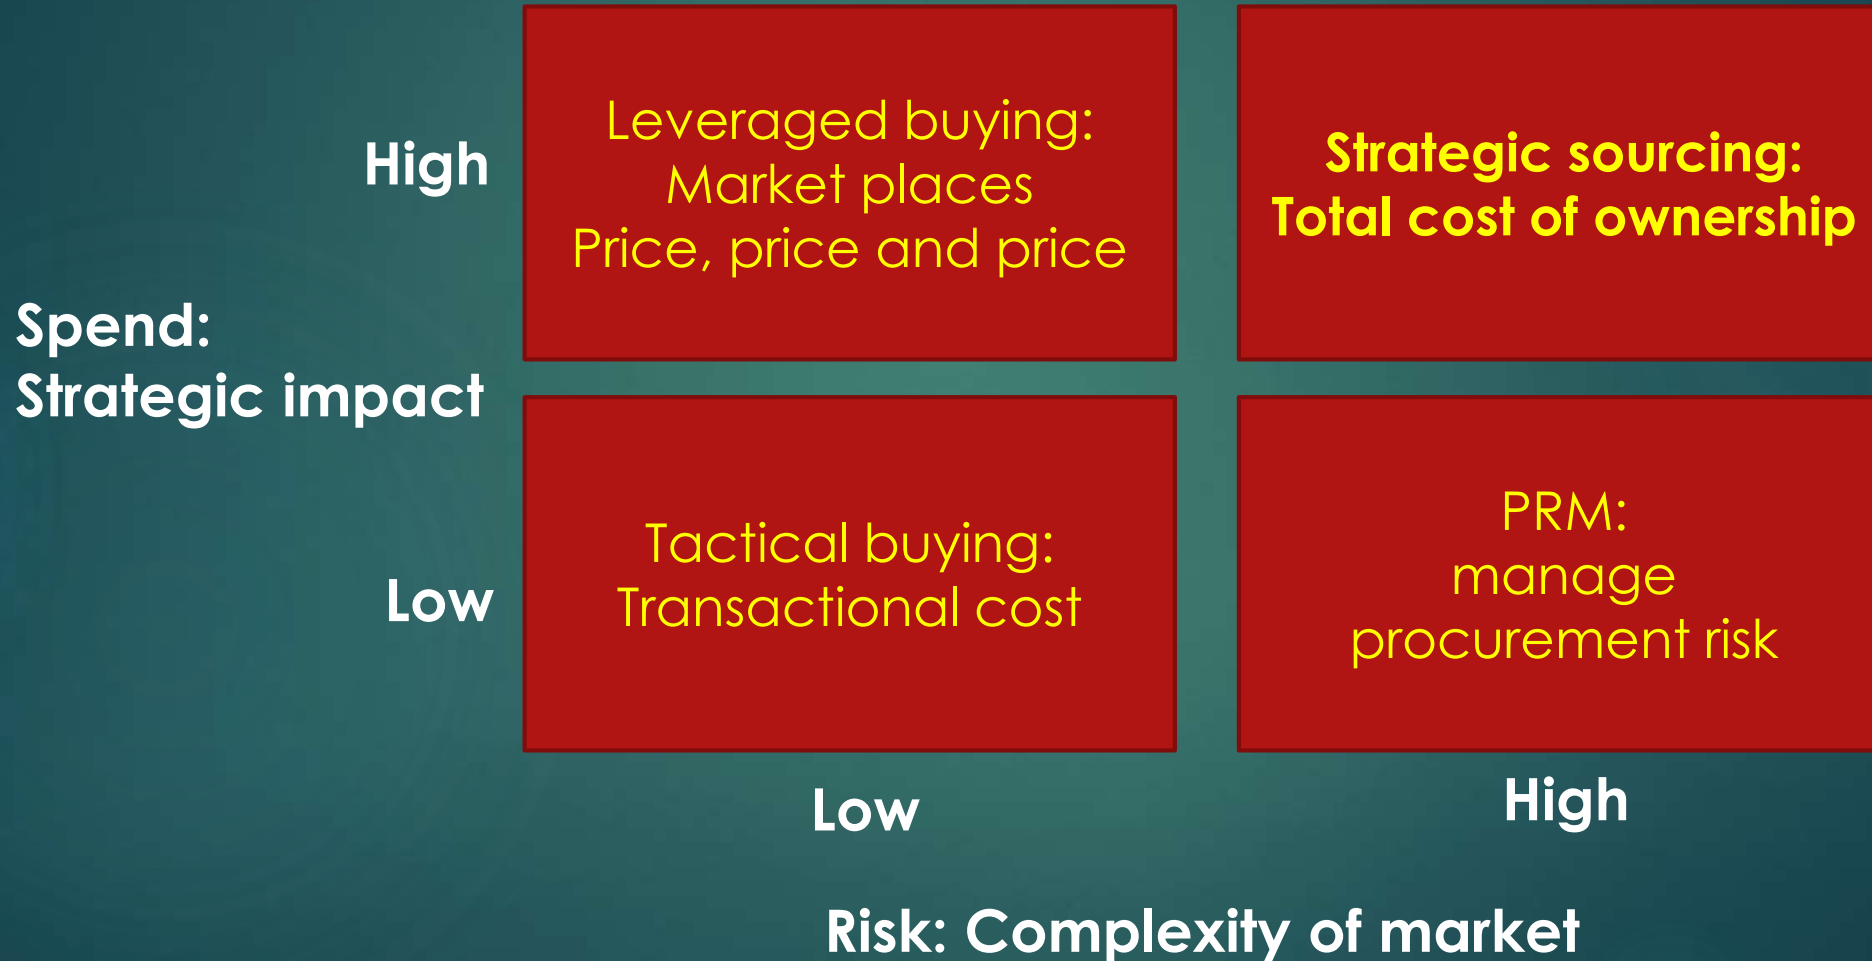 High
Leveraged buying:
Market places
Price, price and price
Strategic sourcing:
Total cost of ownership
Spend:
Strategic impact
Low
Tactical buying:
Transactional cost
PRM:
manage
procurement risk
Low
High
Risk: Complexity of market